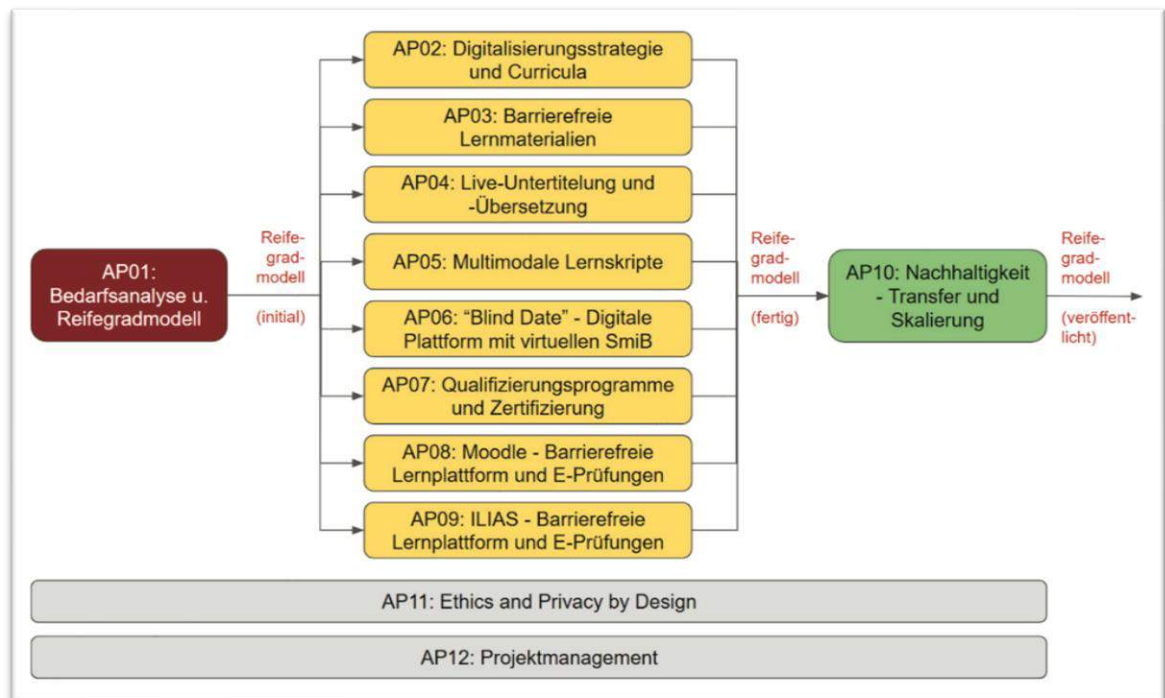 AP02: Digitalisierungsstrategie
und Curricula
AP03: Barrierefreie
Lernmaterialien
AP04: Live-Untertitelung und
-Übersetzung
AP01:
Bedarfsanalyse u.
Reifegradmodell
Reife-
grad-
modell
(initial)
AP05: Multimodale Lernskripte
AP06: “Blind Date” - Digitale
Plattform mit virtuellen SmiB
AP07: Qualifizierungsprogramme
und Zertifizierung
AP08: Moodle - Barrierefreie
Lernplattform und E-Prüfungen
AP09: ILIAS - Barrierefreie
Lernplattform und E-Prüfungen
Reife-
grad-
modell
(fertig)
AP10: Nachhaltigkeit
- Transfer und
Skalierung
Reife-
grad-
modell
(veröffent-
licht)
AP11: Ethics and Privacy by Design
AP12: Projektmanagement